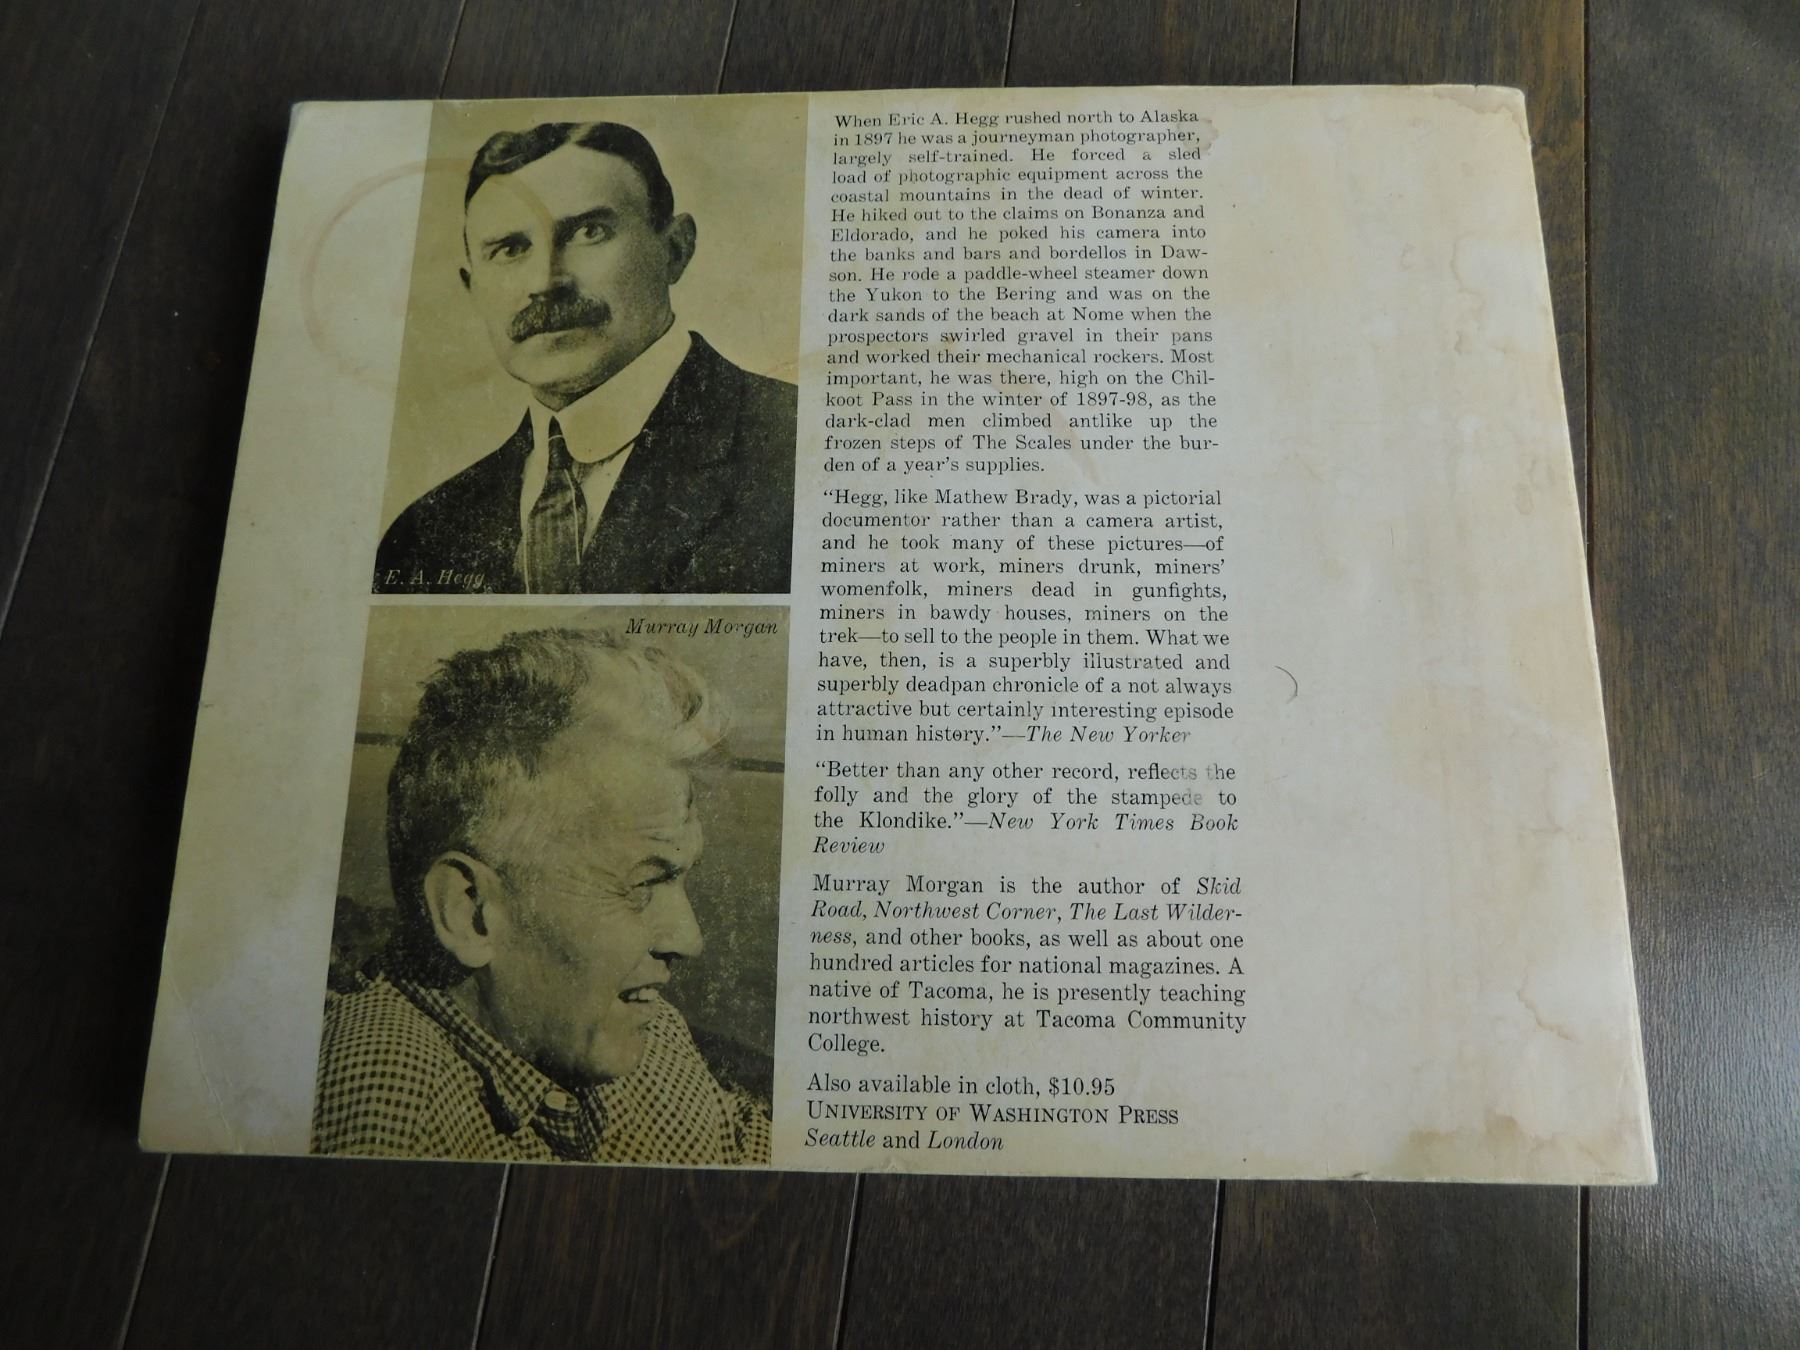 E. A. Hegg
Murray Morgan
When Eric A. Hegg rushed north to Alaska
in 1897 he was a journeyman photographer,
largely self-trained. He forced a sled
load of photographic equipment across the
coastal mountains in the dead of winter.
He hiked out to the claims on Bonanza and
Eldorado, and he poked his camera into
the banks and bars and bordellos in Daw-
son. He rode a paddle-wheel steamer down
the Yukon to the Bering and was on the
dark sands of the beach at Nome when the
prospectors swirled gravel in their pans
and worked their mechanical rockers. Most
important, he was there, high on the Chil-
koot Pass in the winter of 1897-98, as the
dark-clad men climbed antlike up the
frozen steps of The Scales under the bur-
den of a year's supplies.
“Hegg, like Mathew Brady, was a pictorial
documentor rather than a camera artist,
and he took many of these pictures—of
miners at work, miners drunk, miners'
womenfolk, miners dead in gunfights,
miners in bawdy houses, miners on the
trek—to sell to the people in them. What we
have, then, is a superbly illustrated and
superbly deadpan chronicle of a not always
attractive but certainly interesting episode
in human history.”—The New Yorker
“Better than any other record, reflects the
folly and the glory of the stampede to
the Klondike.”—New York Times Book
Review
Murray Morgan is the author of Skid
Road, Northwest Corner, The Last Wilder-
ness, and other books, as well as about one
hundred articles for national magazines. A
native of Tacoma, he is presently teaching
northwest history at Tacoma Community
College.
Also available in cloth, $10.95
UNIVERSITY OF WASHINGTON PRESS
Seattle and London